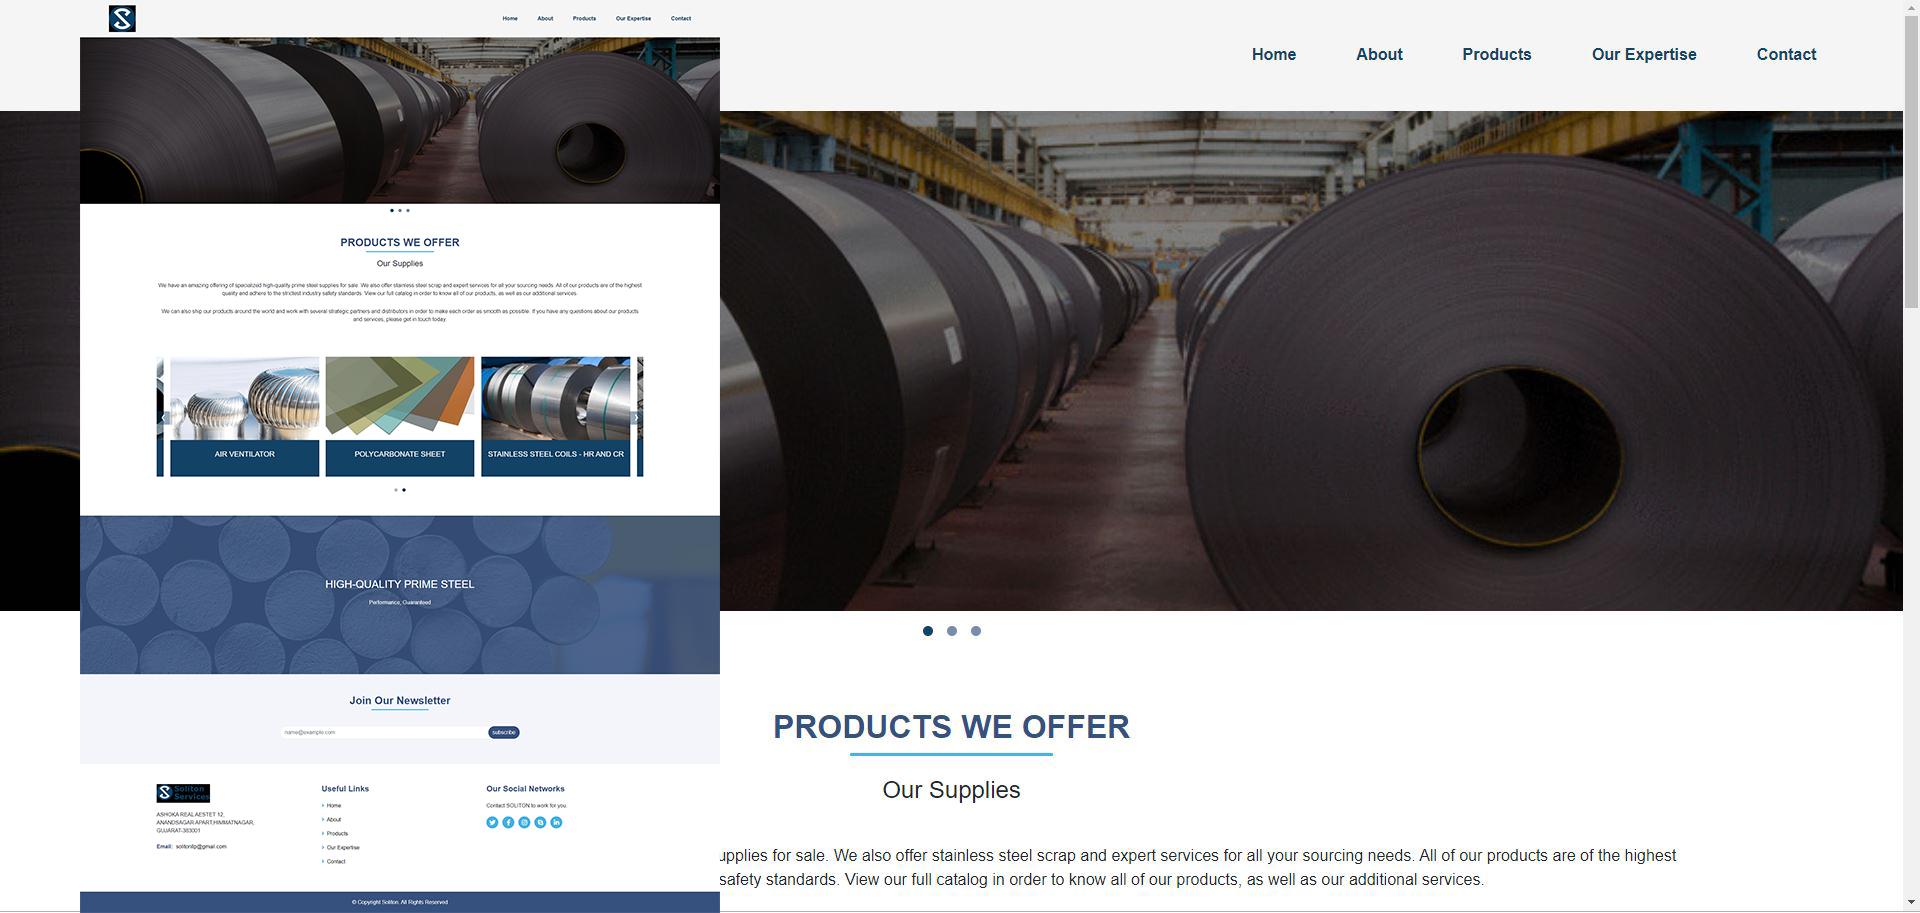 Home About Products Our Expertise Contact
PRODUCTS WE OFFER
Our Supplies
We have an amazing offering of specialized high-quality prime steel supplies for sale. We also offer stainless steel scrap and expert services for all your sourcing needs. All of our products are of the highest
quality and adhere to the strictest industry safety standards. View our full catalog in order to know all of our products, as well as our additional services.
We can also ship our products around the world and work with several strategic partners and distributors in order to make each order as smooth as possible. If you have any questions about our products
and services, please get in touch today.
AIR VENTILATOR
POLYCARBONATE SHEET
STAINLESS STEEL COILS - HR AND CR
HIGH-QUALITY PRIME STEEL
Performance, Guaranteed
Join Our Newsletter
name@example.com
subscribe
Soliton
Services
ASHOKA REAL AESTET 12,
ANANDSAGAR APART,HIMMATNAGAR,
GUJARAT-383001
Email: solitonllp@gmail.com
Useful Links
Home
About
Products
Our Expertise
Contact
Our Social Networks
Contact SOLITON to work for you.
© Copyright Soliton. All Rights Reserved
Home About Products Our Expertise Contact
PRODUCTS WE OFFER
Our Supplies
upplies for sale. We also offer stainless steel scrap and expert services for all your sourcing needs. All of our products are of the highest
safety standards. View our full catalog in order to know all of our products, as well as our additional services.